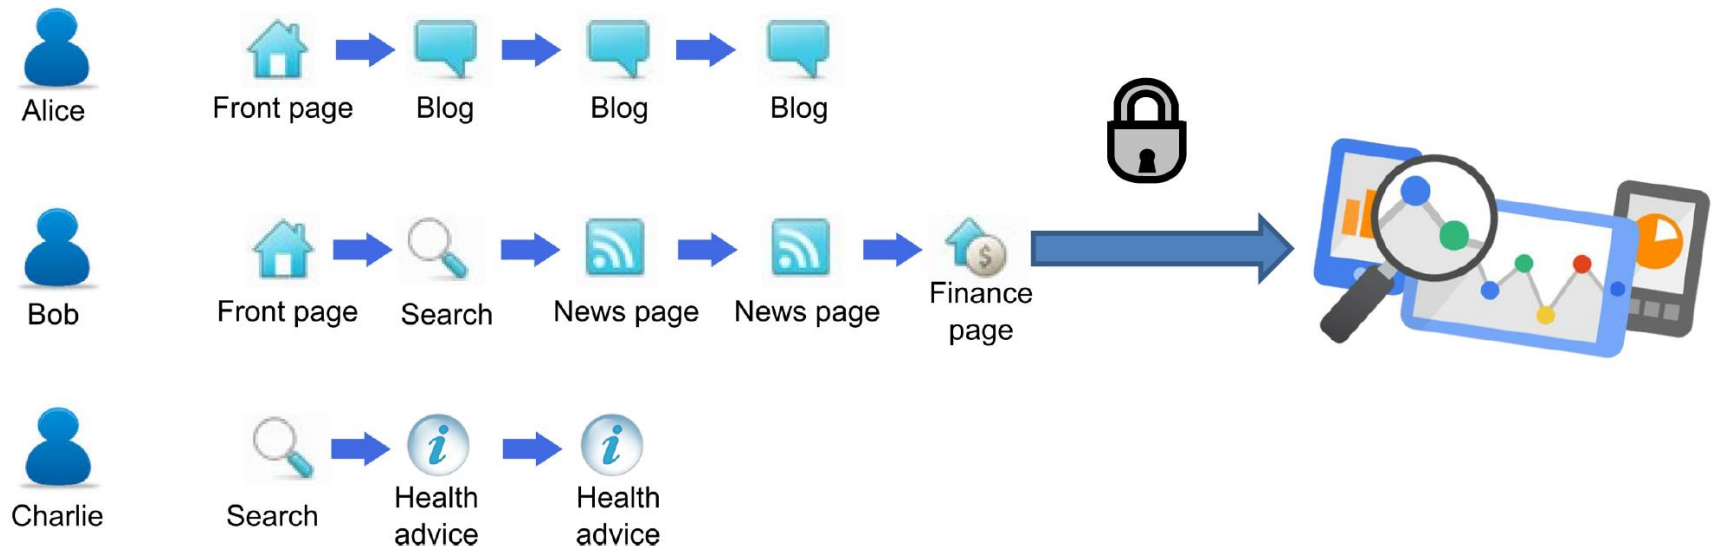 Alice
Front page
Blog
Blog
Blog
Bob
Front page
Search
News page
News page
Finance
page
$
Charlie
Search
Health
advice
Health
advice
i
i